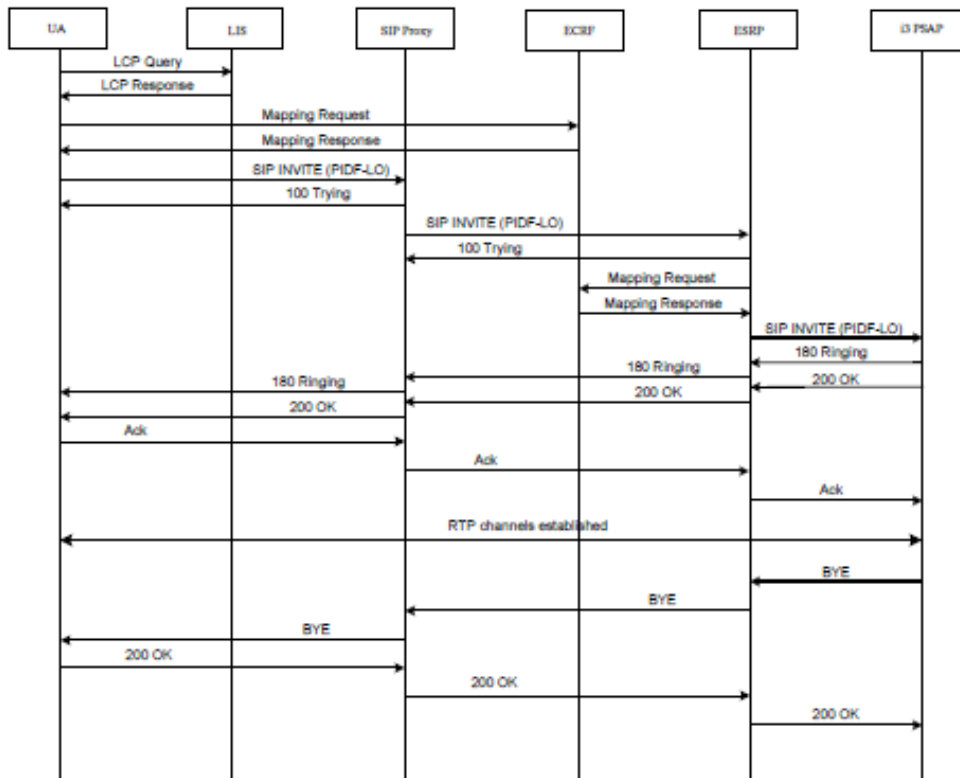 UA
LIS
SIP Proxy
ECRF
ESRP
i3 PSAP
LCP Query
LCP Response
Mapping Request
Mapping Response
SIP INVITE (PIDF-LO)
100 Trying
SIP INVITE (PIDF-LO)
100 Trying
Mapping Request
Mapping Response
SIP INVITE (PIDF-LO)
180 Ringing
180 Ringing
180 Ringing
200 OK
200 OK
200 OK
Ack
Ack
Ack
RTP channels established
BYE
BYE
BYE
200 OK
200 OK
200 OK